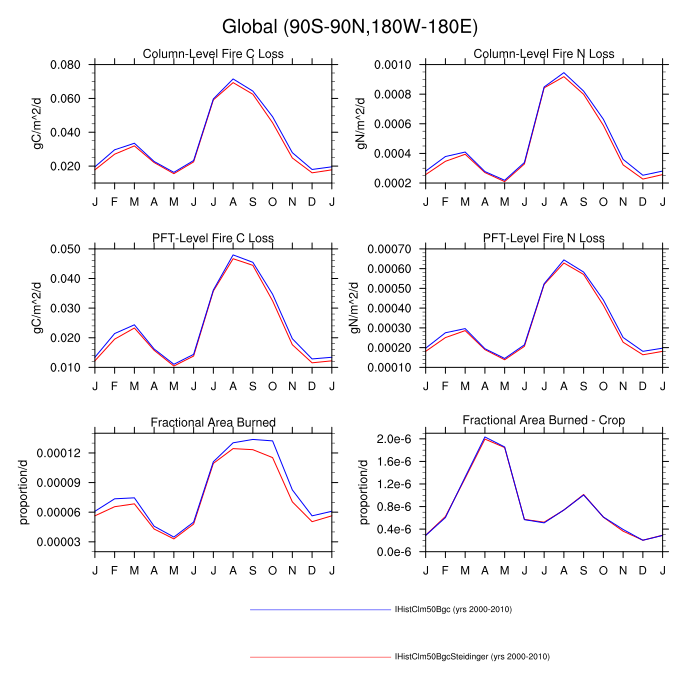 Global (90S-90N,180W-180E)
Column-Level Fire C Loss
gC/m^2/d
0.080
0.060
0.040
0.020
J F M A M J J A S O N D J
Column-Level Fire N Loss
gN/m^2/d
0.0010
0.0008
0.0006
0.0004
0.0002
J F M A M J J A S O N D J
PFT-Level Fire C Loss
gC/m^2/d
0.050
0.040
0.030
0.020
0.010
J F M A M J J A S O N D J
PFT-Level Fire N Loss
gN/m^2/d
0.00070
0.00060
0.00050
0.00040
0.00030
0.00020
0.00010
J F M A M J J A S O N D J
Fractional Area Burned
proportion/d
0.00012
0.00009
0.00006
0.00003
J F M A M J J A S O N D J
Fractional Area Burned - Crop
proportion/d
2.0e-6
1.6e-6
1.2e-6
0.8e-6
0.4e-6
0.0e-6
J F M A M J J A S O N D J
IHistClm50Bgc (yrs 2000-2010)
IHistClm50BgcSteidinger (yrs 2000-2010)